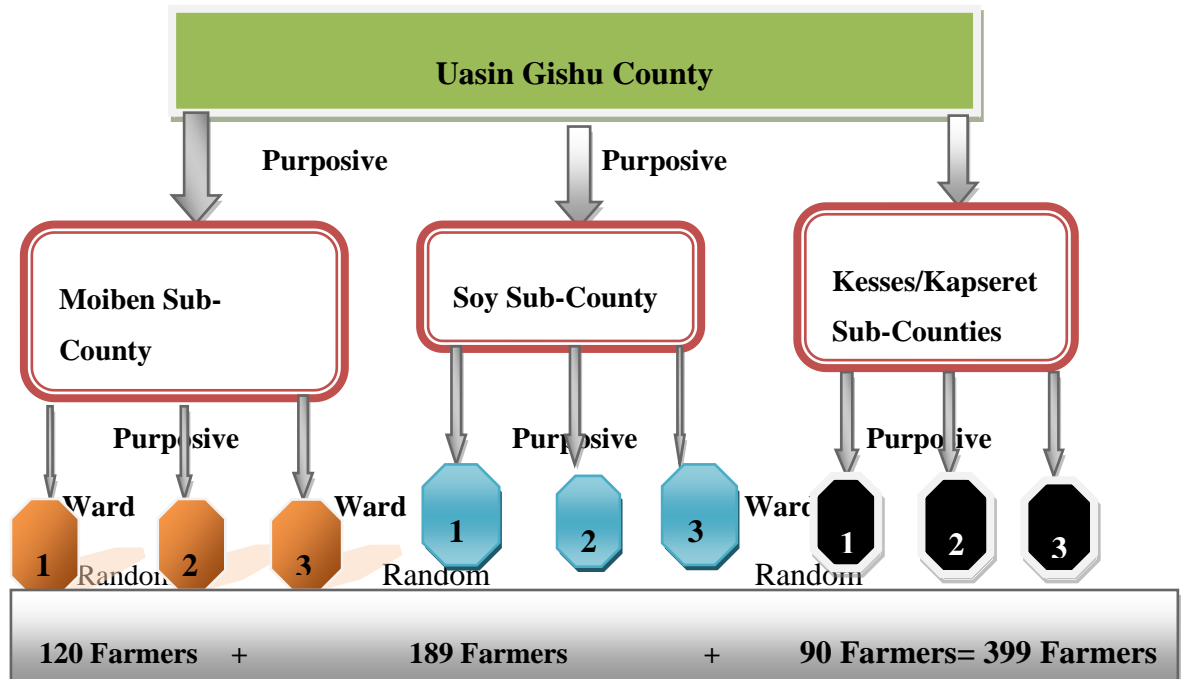 Uasin Gishu County
Purposive Purposive
Moiben Sub-
County
Soy Sub-County
Kesses/Kapseret
Sub-Counties
Purposive Purposive Purposive
Ward Ward Ward
1 2 3 1 2 3 1 2 3
Random Random Random
120 Farmers + 189 Farmers + 90 Farmers= 399 Farmers